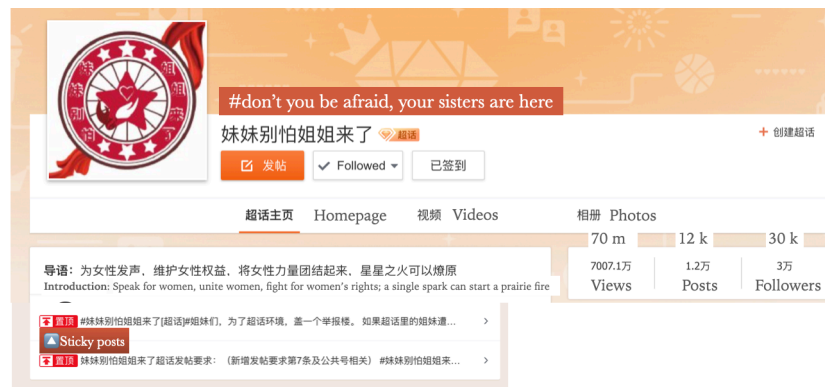 妹妹别怕 姐姐来了
#don't you be afraid, your sisters are here
妹妹别怕姐姐来了 超话
+ 创建超话
发帖 Followed 已签到
超话主页 Homepage 视频 Videos 相册 Photos
70 m 12 k 30 k
7007.1万 1.2万 3万
Views Posts Followers
导语：为女性发声，维护女性权益，将女性力量团结起来，星星之火可以燎原
Introduction: Speak for women, unite women, fight for women's rights; a single spark can start a prairie fire
置顶 #妹妹别怕姐姐来了[超话]#姐妹们，为了超话环境，盖一个举报楼。 如果超话里的姐妹遭...
Sticky posts
置顶 妹妹别怕姐姐来了超话发帖要求：（新增发帖要求第7条及公共号相关） #妹妹别怕姐姐来...